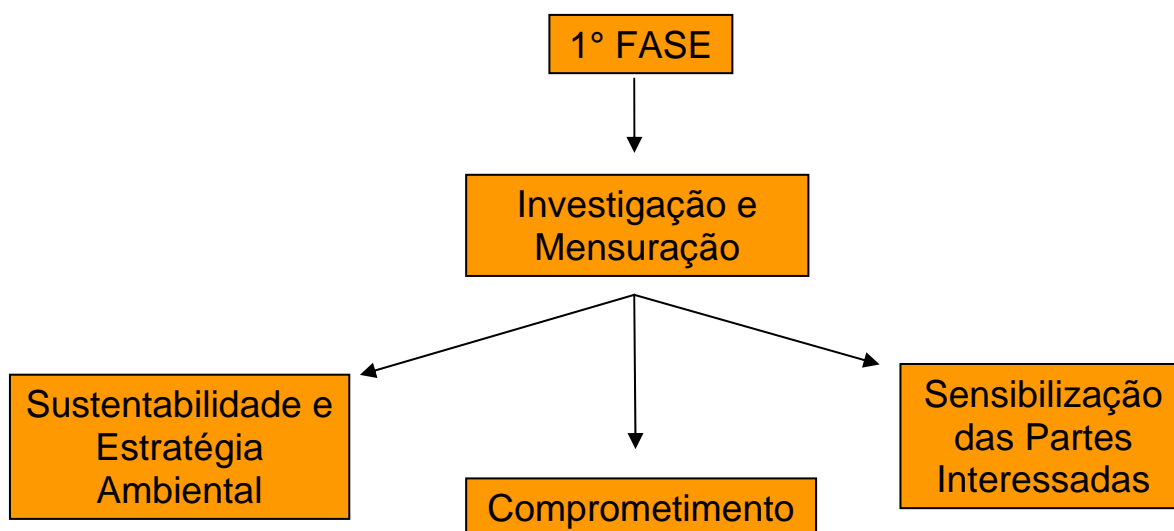 1° FASE
Investigação e
Mensuração
Sustentabilidade e
Estratégia
Ambiental
Comprometimento
Sensibilização
das Partes
Interessadas